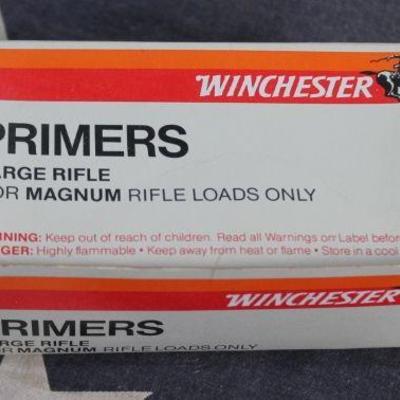 WINCHESTER
PRIMERS
ARGE RIFLE
OR MAGNUM RIFLE LOADS ONLY
RNING: Keep out of reach of children. Read all Warnings on Label before
GER: Highly flammable • Keep away from heat or flame • Store in a cool
WINCHESTER
PRIMERS
ARGE RIFLE
OR MAGNUM RIFLE LOADS ONLY